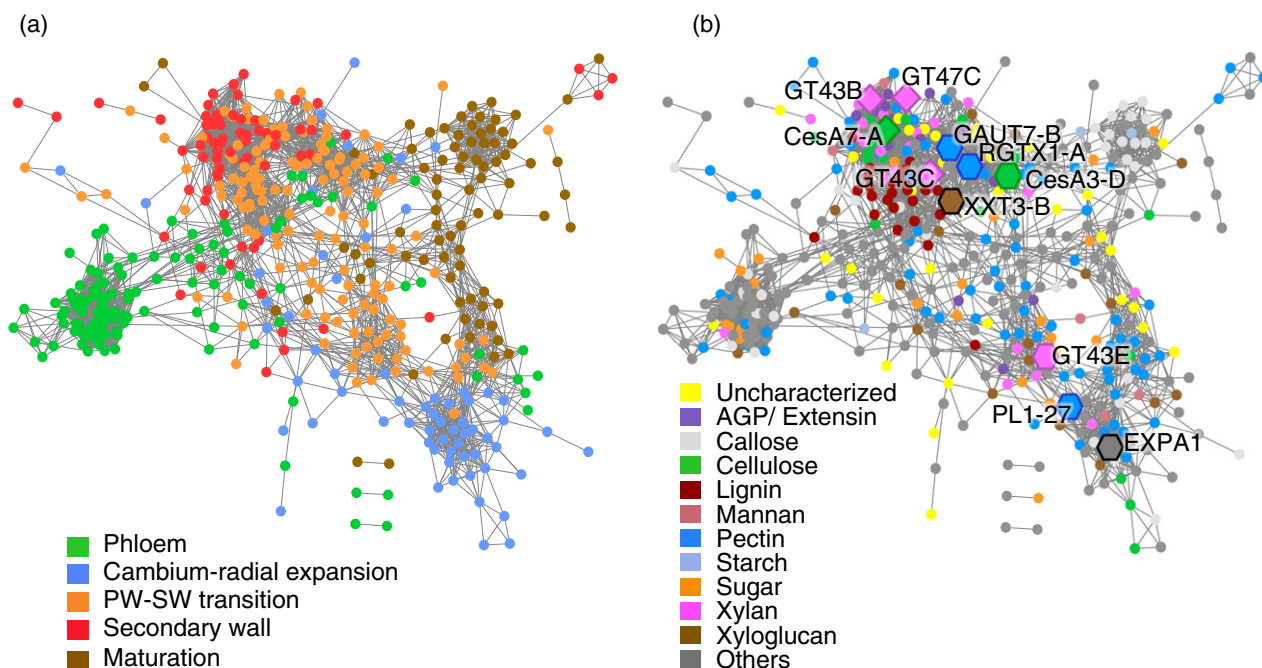 (a)
Phloem
Cambium-radial expansion
PW-SW transition
Secondary wall
Maturation
(b)
GT47C
GT43B
CesA7-A
GAUT7-B
RGTX1-A
GT43C
CesA3-D
XXT3-B
GT43E
PL1-27
EXPA1
Uncharacterized
AGP/ Extensin
Callose
Cellulose
Lignin
Mannan
Pectin
Starch
Sugar
Xylan
Xyloglucan
Others